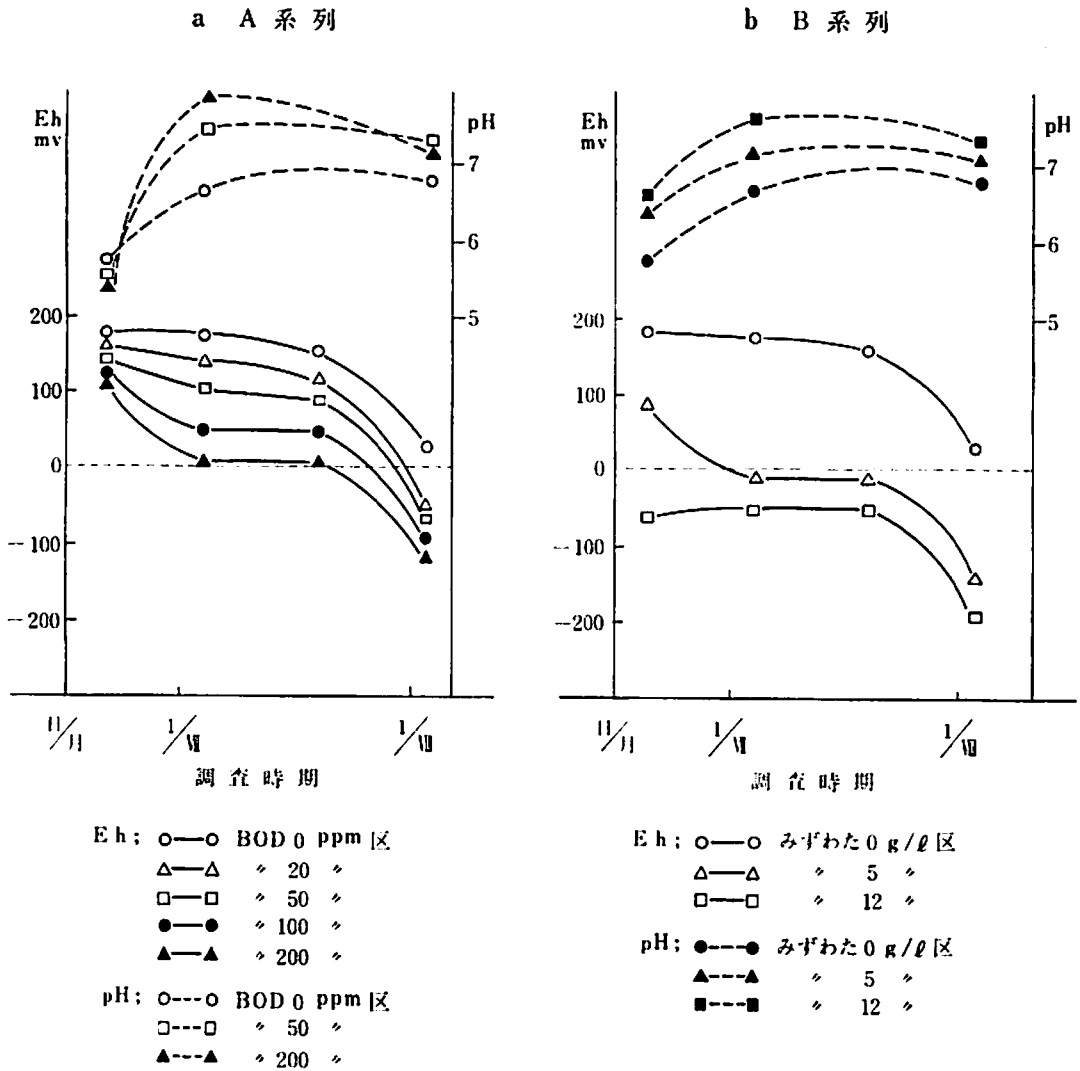 a A系列
Eh
mv
pH
7
6
5
200
100
0
-100
-200
1/Ⅶ
1/Ⅷ
調査時期
Eh; ○—○ BOD 0 ppm 区
△—△ 〃 20 〃
□—□ 〃 50 〃
●—● 〃 100 〃
▲—▲ 〃 200 〃
pH; ○---○ BOD 0 ppm 区
□---□ 〃 50 〃
▲---▲ 〃 200 〃
b B系列
Eh
mv
pH
7
6
5
200
100
0
-100
-200
1/Ⅶ
1/Ⅷ
調査時期
Eh; ○—○ みずわた 0 g/ℓ 区
△—△ 〃 5 〃
□—□ 〃 12 〃
pH; ●---● みずわた 0 g/ℓ 区
▲---▲ 〃 5 〃
■---■ 〃 12 〃